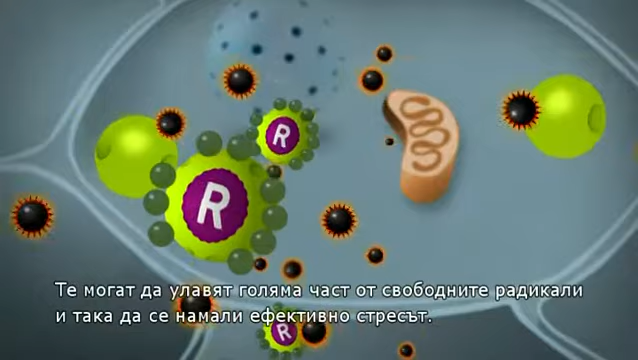 R
R
Те могат да улавят голяма част от свободните радикали
и така да се намали ефективно стресът.
R